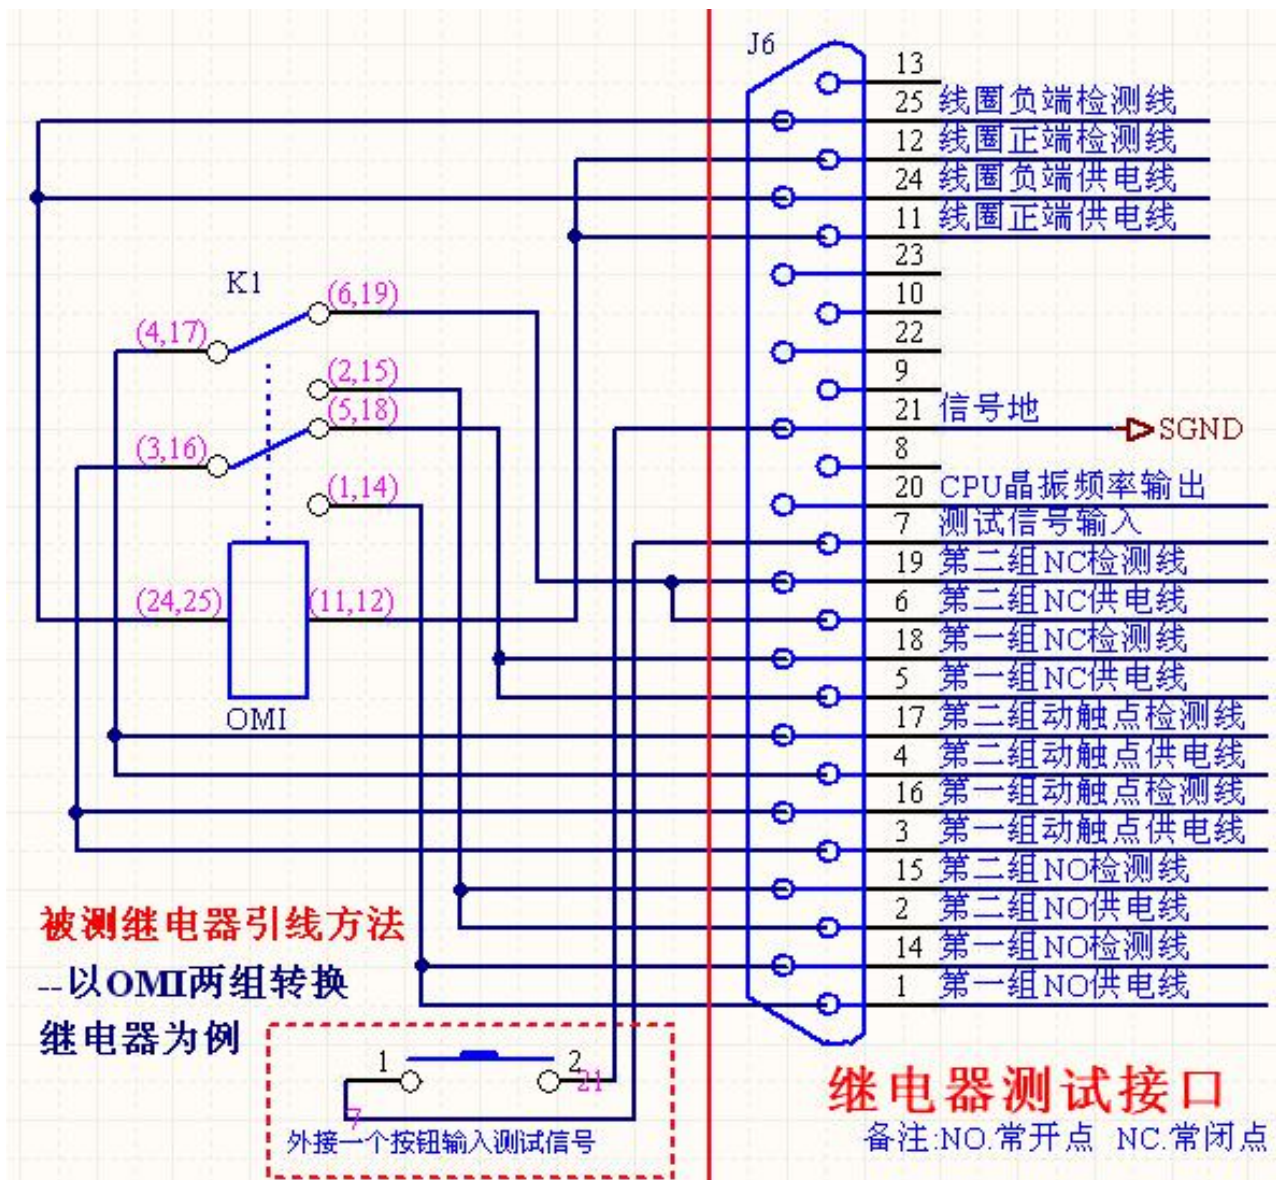 J6
13
25 线圈负端检测线
12 线圈正端检测线
24 线圈负端供电线
11 线圈正端供电线
23
10
22
9
21 信号地
SGND
8
20 CPU晶振频率输出
7 测试信号输入
19 第二组NC检测线
6 第二组NC供电线
18 第一组NC检测线
5 第一组NC供电线
17 第二组动触点检测线
4 第二组动触点供电线
16 第一组动触点检测线
3 第一组动触点供电线
15 第二组NO检测线
2 第二组NO供电线
14 第一组NO检测线
1 第一组NO供电线
K1
(6,19)
(4,17)
(2,15)
(5,18)
(3,16)
(1,14)
(24,25)
(11,12)
OMI
被测继电器引线方法
--以OMI两组转换
继电器为例
1
2
21
7
外接一个按钮输入测试信号
继电器测试接口
备注:NO.常开点 NC.常闭点